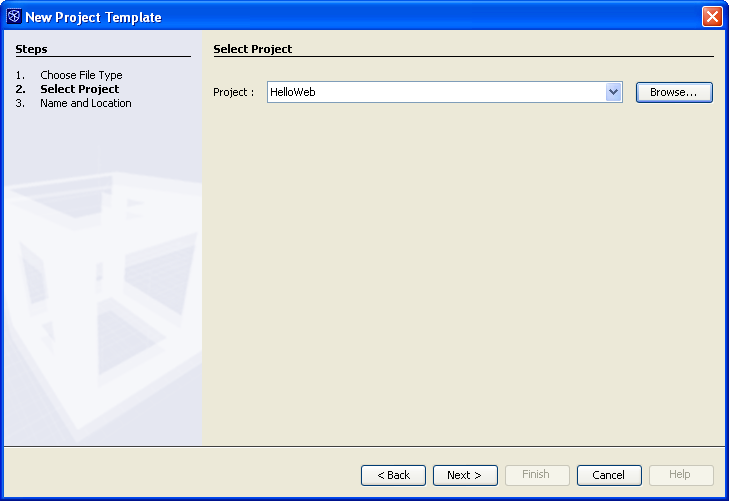 New Project Template
Steps
1. Choose File Type
2. Select Project
3. Name and Location
Select Project
Project : HelloWeb Browse...
< Back Next > Finish Cancel Help